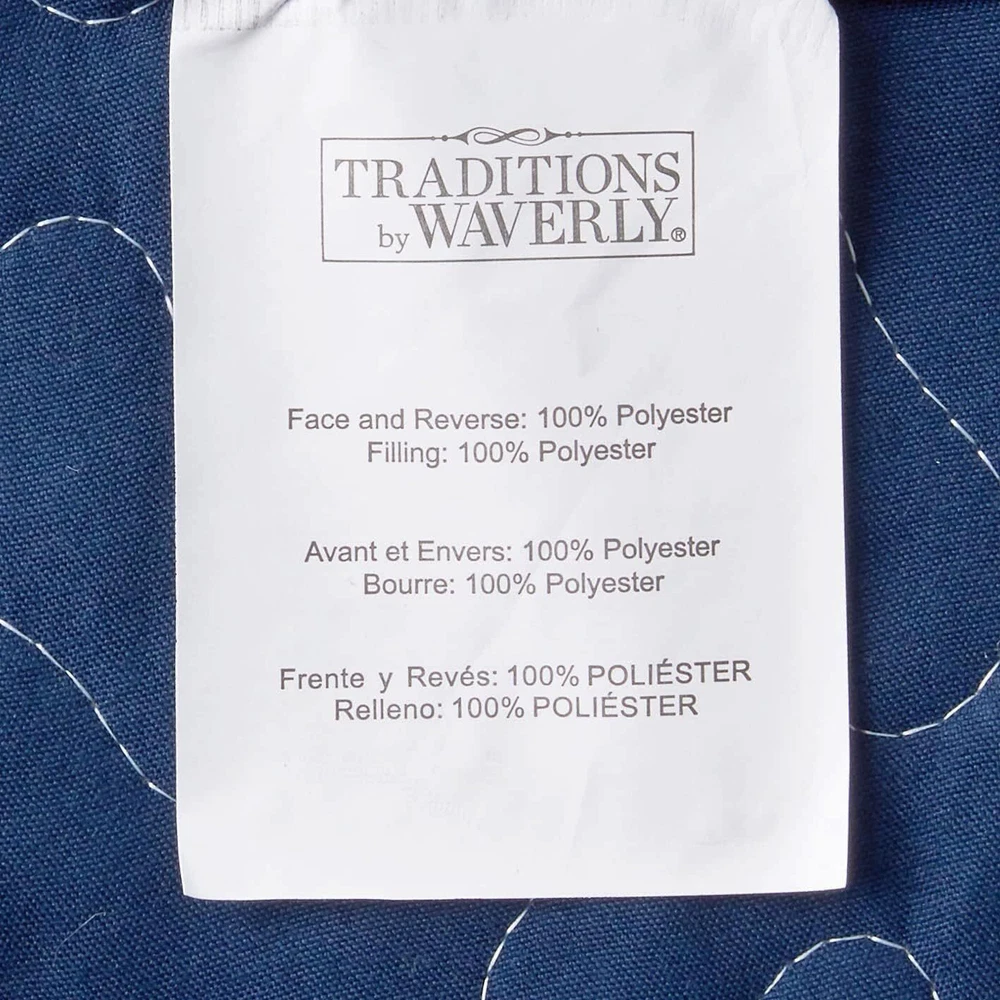 TRADITIONS
by WAVERLY®
Face and Reverse: 100% Polyester
Filling: 100% Polyester
Avant et Envers: 100% Polyester
Bourre: 100% Polyester
Frente y Revés: 100% POLIÉSTER
Relleno: 100% POLIÉSTER